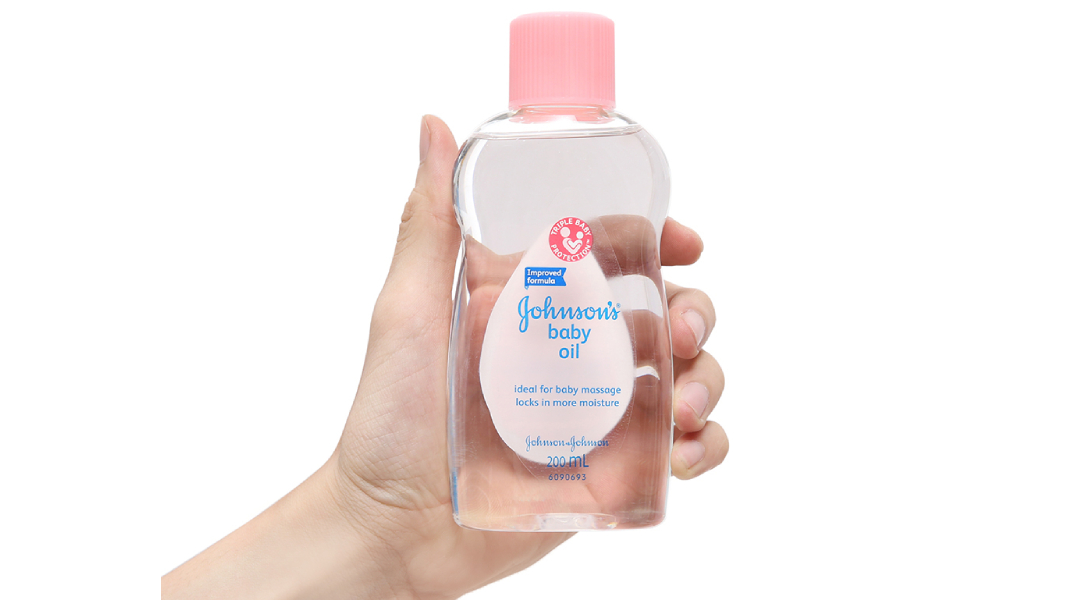 TRIPLE BABY
PROTECTION™
Improved
formula
Johnson's®
baby
oil
ideal for baby massage
locks in more moisture
Johnson & Johnson
200 mL
6090693